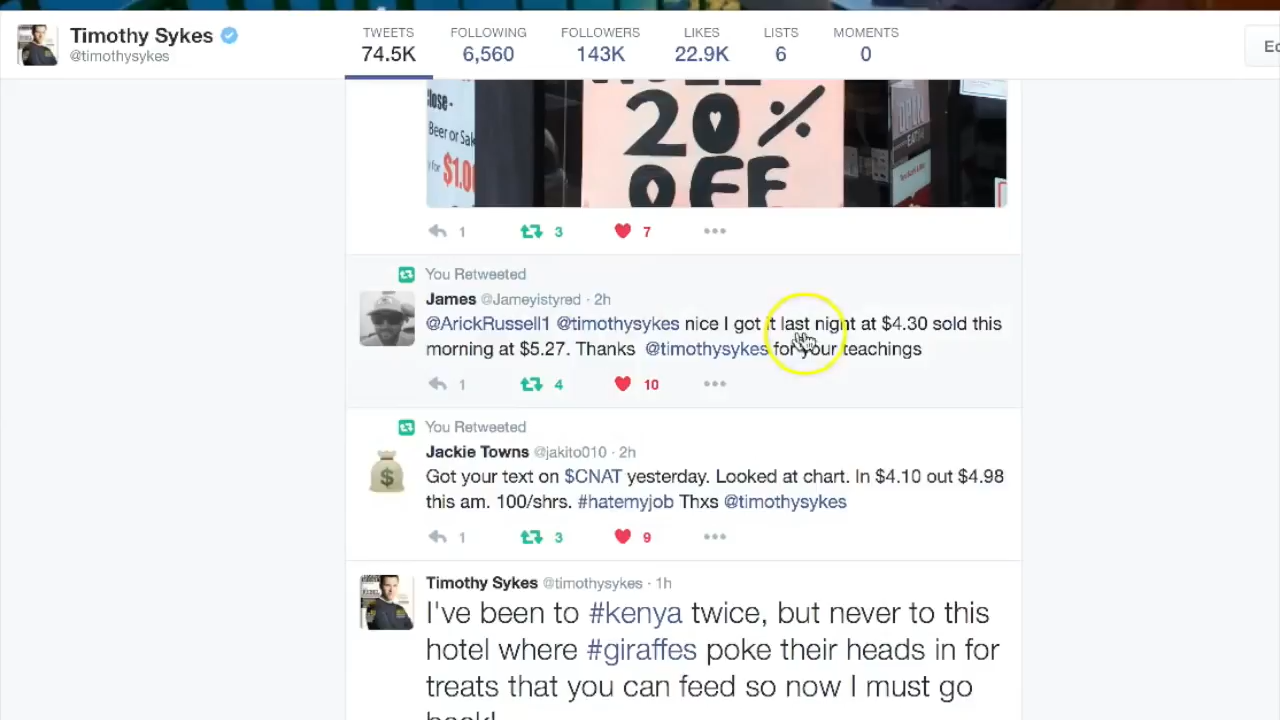 Timothy Sykes
@timothysykes
TWEETS
74.5K
FOLLOWING
6,560
FOLLOWERS
143K
LIKES
22.9K
LISTS
6
MOMENTS
0
lose -
Beer or Sak
for $1.0
20%
OFF
OPEN
1
3
7
You Retweeted
James @Jameyistyred · 2h
@ArickRussell1 @timothysykes nice I got it last night at $4.30 sold this
morning at $5.27. Thanks @timothysykes for your teachings
1
4
10
You Retweeted
Jackie Towns @jakito010 · 2h
Got your text on $CNAT yesterday. Looked at chart. In $4.10 out $4.98
this am. 100/shrs. #hatemyjob Thxs @timothysykes
1
3
9
Timothy Sykes @timothysykes · 1h
I've been to #kenya twice, but never to this
hotel where #giraffes poke their heads in for
treats that you can feed so now I must go
back!